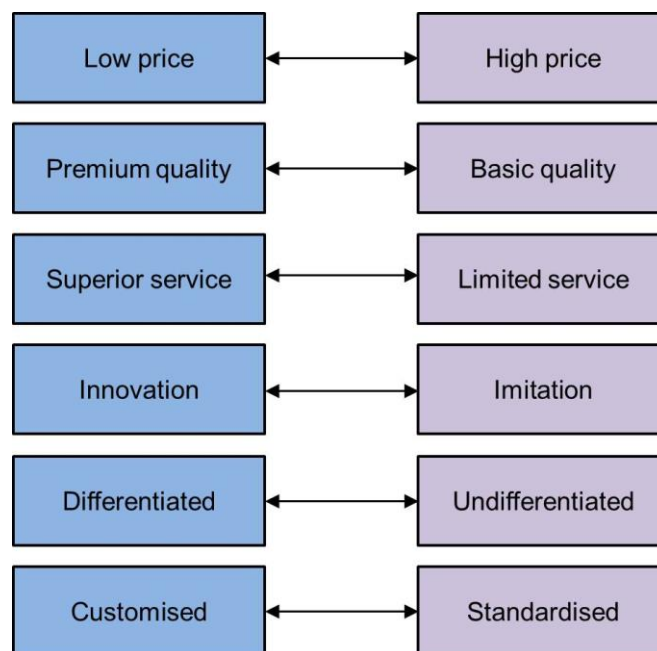 Low price
High price
Premium quality
Basic quality
Superior service
Limited service
Innovation
Imitation
Differentiated
Undifferentiated
Customised
Standardised